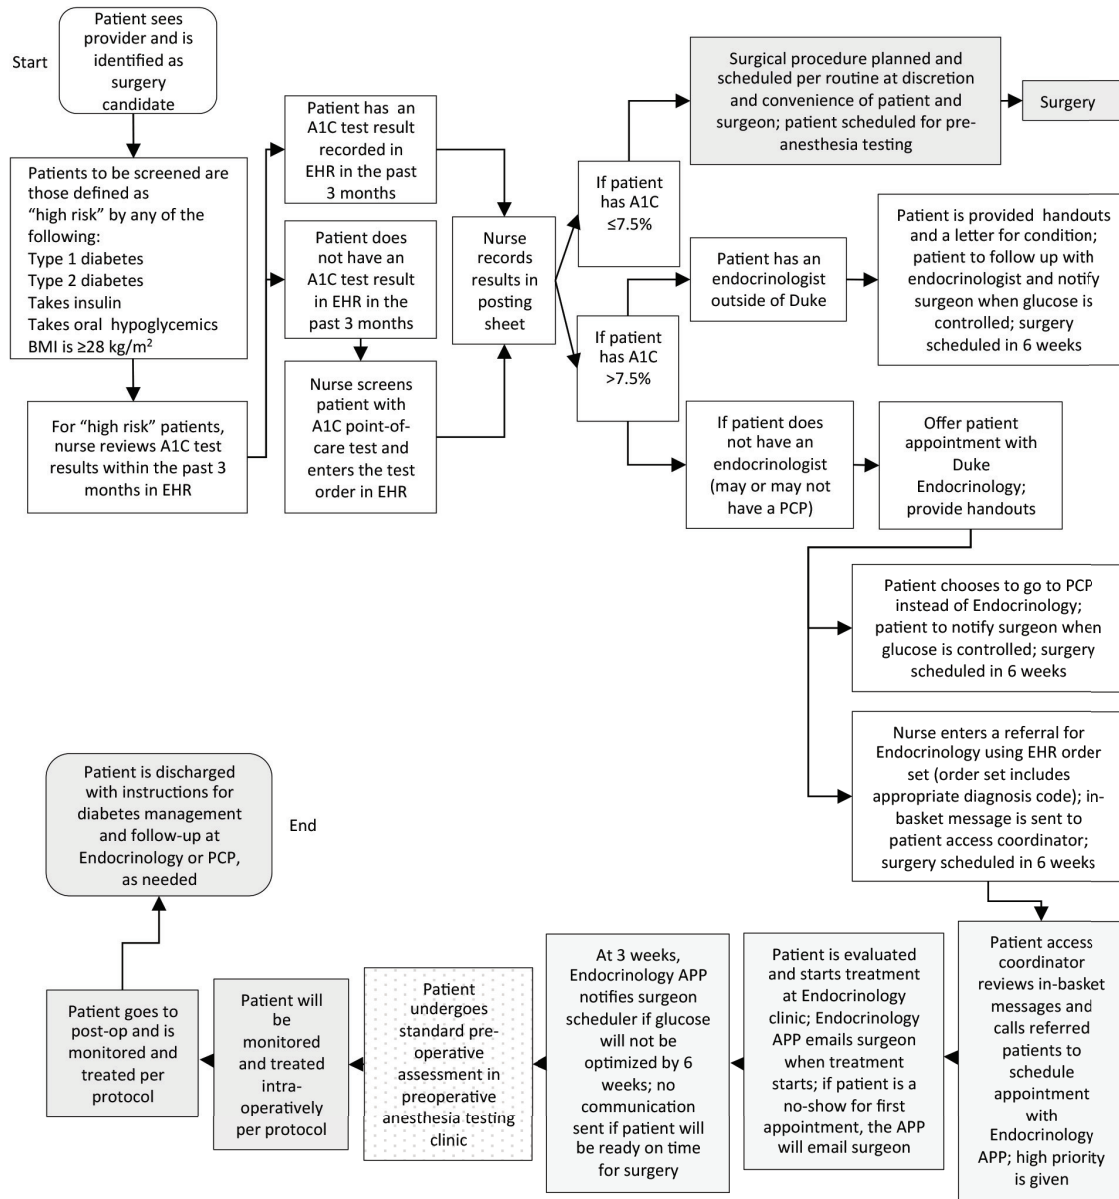 Start
Patient sees
provider and is
identified as
surgery
candidate
Patients to be screened are
those defined as
“high risk” by any of the
following:
Type 1 diabetes
Type 2 diabetes
Takes insulin
Takes oral hypoglycemics
BMI is ≥28 kg/m²
For “high risk” patients,
nurse reviews A1C test
results within the past 3
months in EHR
Patient has an
A1C test result
recorded in
EHR in the past
3 months
Patient does
not have an
A1C test result
in EHR in the
past 3 months
Nurse screens
patient with
A1C point-of-
care test and
enters the test
order in EHR
Nurse
records
results in
posting
sheet
If patient
has A1C
≤7.5%
If patient
has A1C
>7.5%
Surgical procedure planned and
scheduled per routine at discretion
and convenience of patient and
surgeon; patient scheduled for pre-
anesthesia testing
Surgery
Patient has an
endocrinologist
outside of Duke
Patient is provided handouts
and a letter for condition;
patient to follow up with
endocrinologist and notify
surgeon when glucose is
controlled; surgery
scheduled in 6 weeks
If patient does
not have an
endocrinologist
(may or may not
have a PCP)
Offer patient
appointment with
Duke
Endocrinology;
provide handouts
Patient chooses to go to PCP
instead of Endocrinology;
patient to notify surgeon when
glucose is controlled; surgery
scheduled in 6 weeks
Nurse enters a referral for
Endocrinology using EHR order
set (order set includes
appropriate diagnosis code); in-
basket message is sent to
patient access coordinator;
surgery scheduled in 6 weeks
Patient access
coordinator
reviews in-basket
messages and
calls referred
patients to
schedule
appointment
with
Endocrinology
APP; high priority
is given
Patient is evaluated
and starts treatment
at Endocrinology
clinic; Endocrinology
APP emails surgeon
when treatment
starts; if patient is a
no-show for first
appointment, the APP
will email surgeon
At 3 weeks,
Endocrinology APP
notifies surgeon
scheduler if glucose
will not be
optimized by 6
weeks; no
communication
sent if patient will
be ready on time
for surgery
Patient
undergoes
standard pre-
operative
assessment in
preoperative
anesthesia testing
clinic
Patient will
be
monitored
and treated
intra-
operatively
per protocol
Patient goes to
post-op and is
monitored and
treated per
protocol
Patient is discharged
with instructions for
diabetes management
and follow-up at
Endocrinology or PCP,
as needed
End